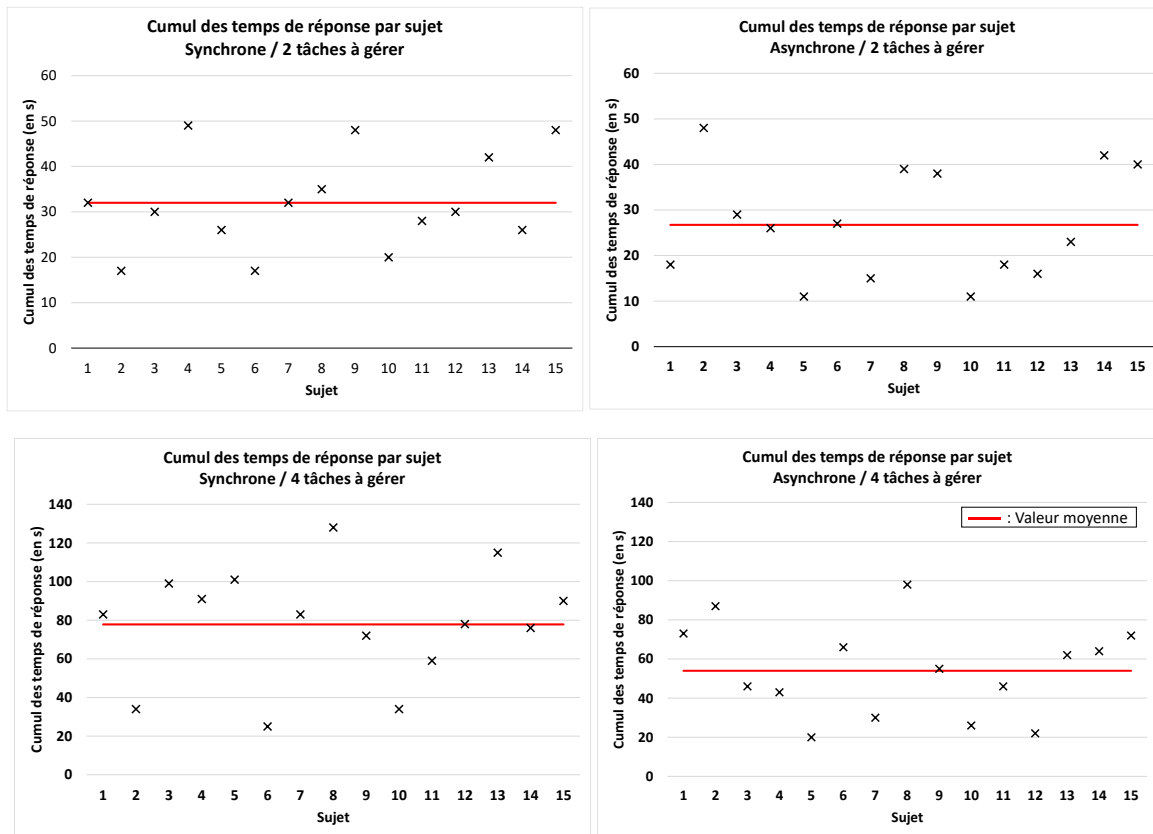 Cumul des temps de réponse par sujet
Synchrone / 2 tâches à gérer
Cumul des temps de réponse (en s)
60
50
40
30
20
10
0
1 2 3 4 5 6 7 8 9 10 11 12 13 14 15
Sujet
Cumul des temps de réponse par sujet
Asynchrone / 2 tâches à gérer
Cumul des temps de réponse (en s)
60
50
40
30
20
10
0
1 2 3 4 5 6 7 8 9 10 11 12 13 14 15
Sujet
Cumul des temps de réponse par sujet
Synchrone / 4 tâches à gérer
Cumul des temps de réponse (en s)
140
120
100
80
60
40
20
0
1 2 3 4 5 6 7 8 9 10 11 12 13 14 15
Sujet
Cumul des temps de réponse par sujet
Asynchrone / 4 tâches à gérer
Cumul des temps de réponse (en s)
140
120
100
80
60
40
20
0
: Valeur moyenne
1 2 3 4 5 6 7 8 9 10 11 12 13 14 15
Sujet